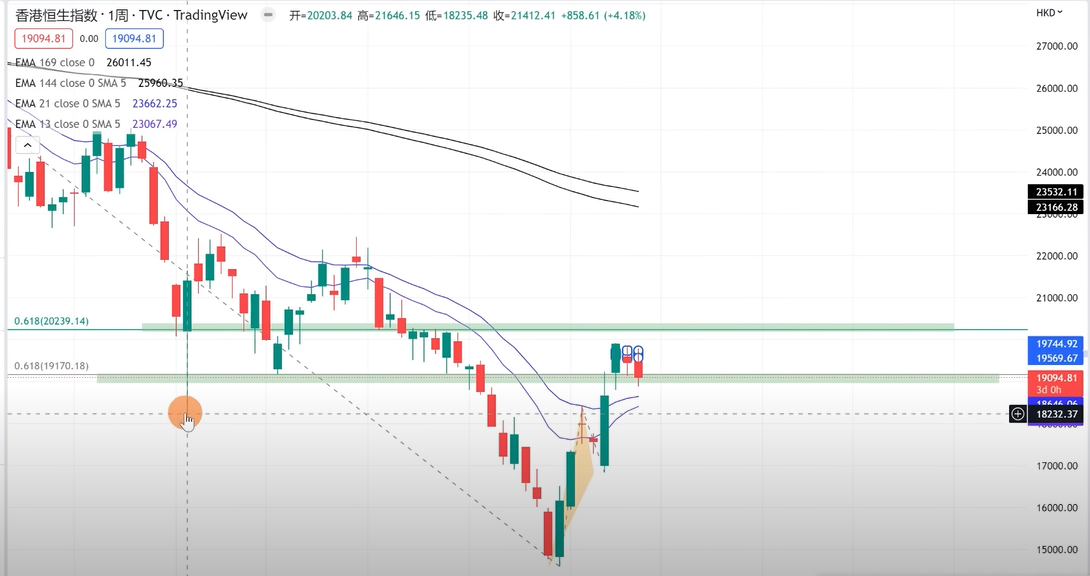 香港恒生指数 · 1周 · TVC · TradingView 开=20203.84 高=21646.15 低=18235.48 收=21412.41 +858.61 (+4.18%) HKD
19094.81 0.00 19094.81
EMA 169 close 0 26011.45
EMA 144 close 0 SMA 5 25960.35
EMA 21 close 0 SMA 5 23662.25
EMA 13 close 0 SMA 5 23067.49
27000.00
26000.00
25000.00
24000.00
23532.11
23166.28
23000.00
22000.00
21000.00
0.618(20239.14)
19744.92
19569.67
0.618(19170.18)
19094.81
3d 0h
18646.06
18232.37
18000.00
17000.00
16000.00
15000.00